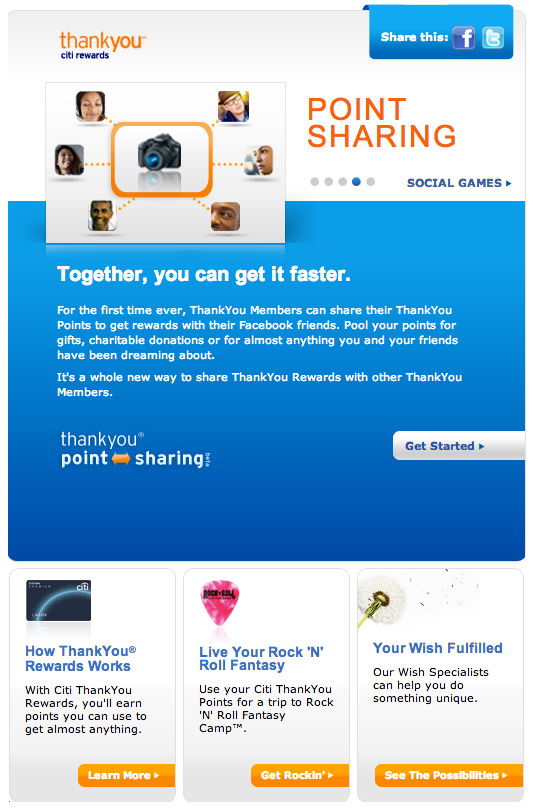 thankyou℠
citi rewards
Share this:
POINT
SHARING
SOCIAL GAMES
Together, you can get it faster.
For the first time ever, ThankYou Members can share their ThankYou
Points to get rewards with their Facebook friends. Pool your points for
gifts, charitable donations or for almost anything you and your friends
have been dreaming about.
It's a whole new way to share ThankYou Rewards with other ThankYou
Members.
thankyou®
point sharing beta
Get Started
citi
How ThankYou®
Rewards Works
With Citi ThankYou
Rewards, you'll earn
points you can use to
get almost anything.
Learn More
ROCK N ROLL
Live Your Rock 'N'
Roll Fantasy
Use your Citi ThankYou
Points for a trip to Rock
'N' Roll Fantasy
Camp™.
Get Rockin'
Your Wish Fulfilled
Our Wish Specialists
can help you do
something unique.
See The Possibilities